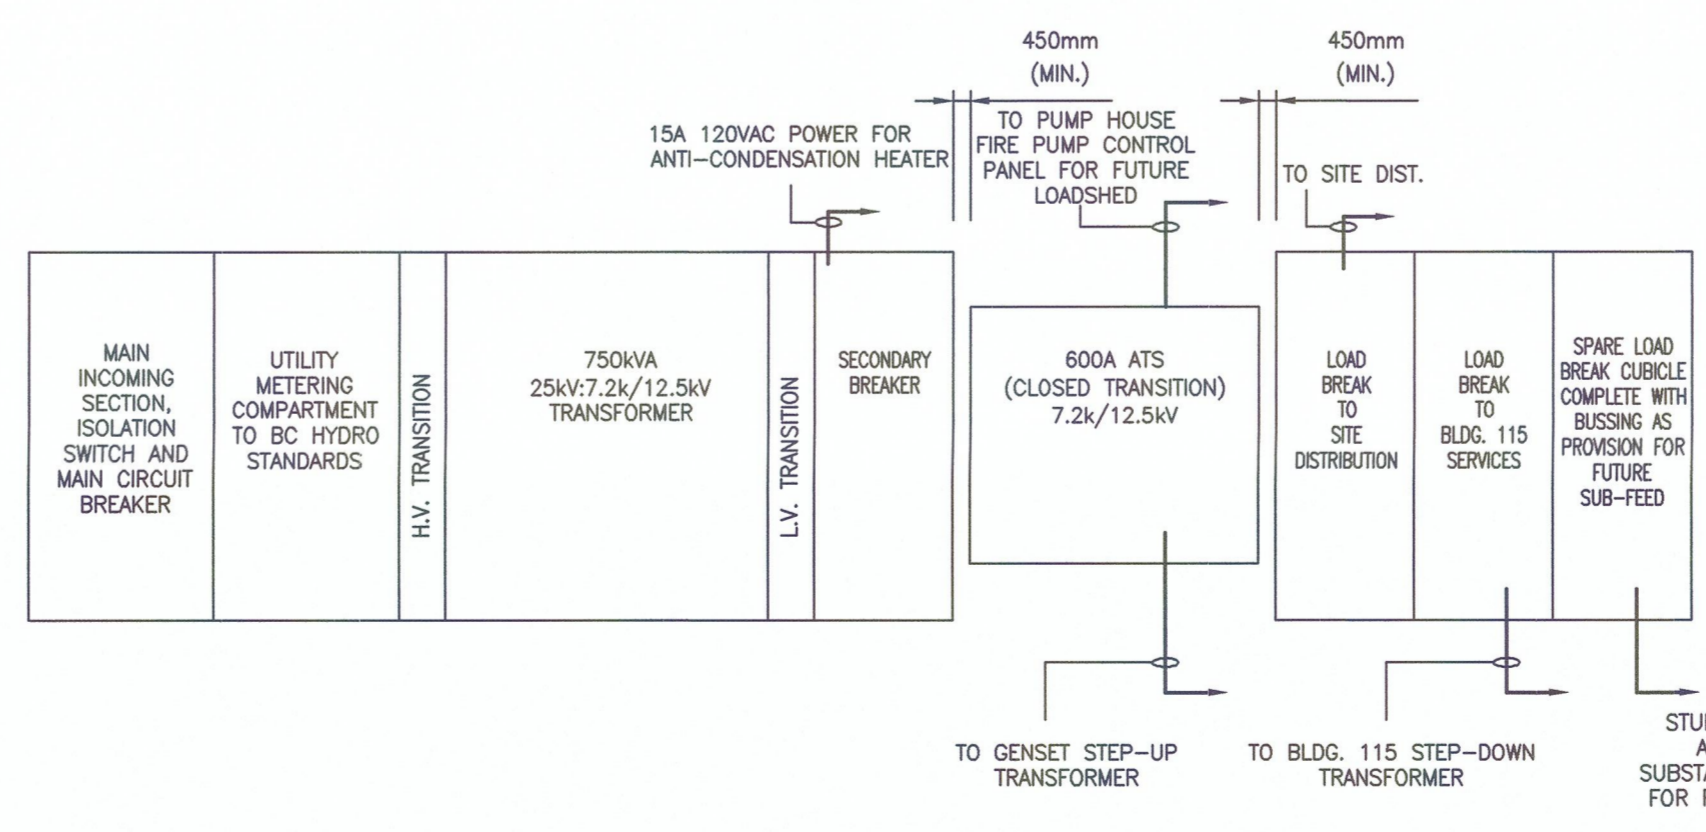 450mm
(MIN.)
450mm
(MIN.)
15A 120VAC POWER FOR
ANTI-CONDENSATION HEATER
TO PUMP HOUSE
FIRE PUMP CONTROL
PANEL FOR FUTURE
LOADSHED
TO SITE DIST.
MAIN
INCOMING
SECTION,
ISOLATION
SWITCH AND
MAIN CIRCUIT
BREAKER
UTILITY
METERING
COMPARTMENT
TO BC HYDRO
STANDARDS
H.V. TRANSITION
750kVA
25kV:7.2k/12.5kV
TRANSFORMER
L.V. TRANSITION
SECONDARY
BREAKER
600A ATS
(CLOSED TRANSITION)
7.2k/12.5kV
LOAD
BREAK
TO
SITE
DISTRIBUTION
LOAD
BREAK
TO
BLDG. 115
SERVICES
SPARE LOAD
BREAK CUBICLE
COMPLETE WITH
BUSSING AS
PROVISION FOR
FUTURE
SUB-FEED
TO GENSET STEP-UP
TRANSFORMER
TO BLDG. 115 STEP-DOWN
TRANSFORMER
FOR